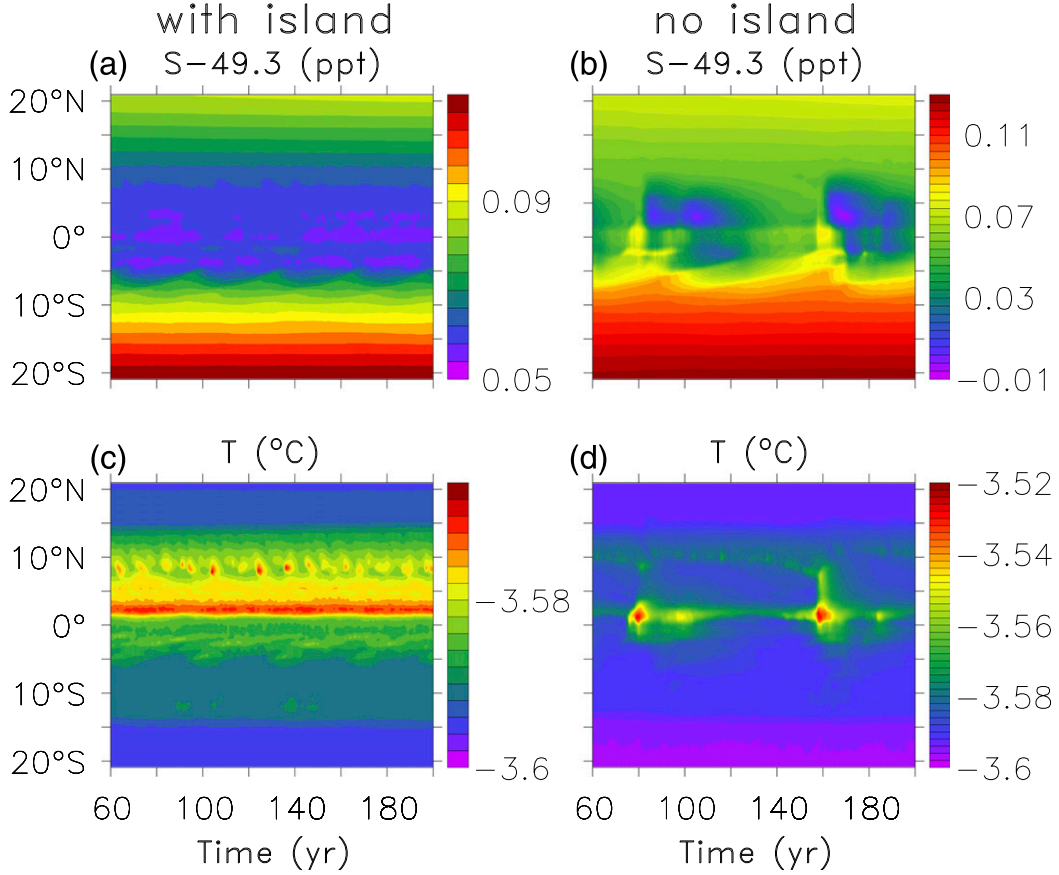 with island no island
(a) S-49.3 (ppt) (b) S-49.3 (ppt)
20°N
10°N
0°
10°S
20°S
0.09
0.05
0.11
0.07
0.03
-0.01
(c) T (°C) (d) T (°C)
20°N
10°N
0°
10°S
20°S
-3.58
-3.6
-3.52
-3.54
-3.56
-3.58
-3.6
60 100 140 180 60 100 140 180
Time (yr) Time (yr)